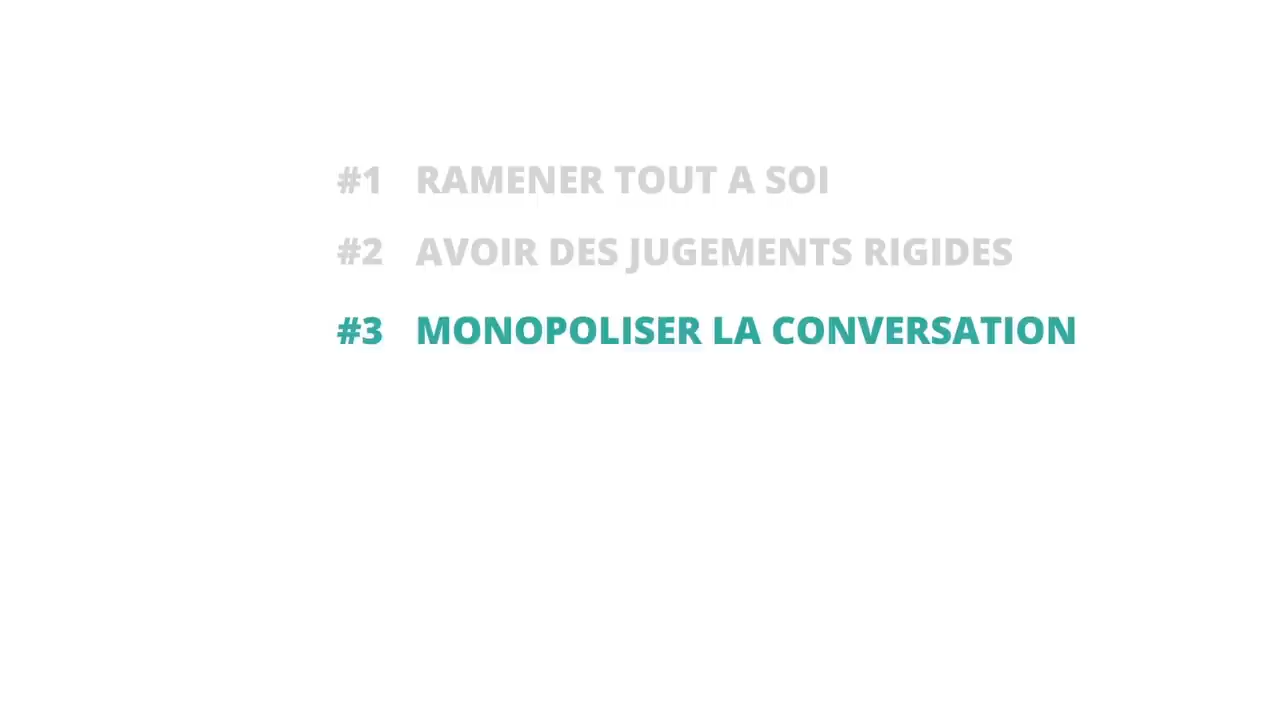 #1 RAMENER TOUT A SOI
#2 AVOIR DES JUGEMENTS RIGIDES
#3 MONOPOLISER LA CONVERSATION